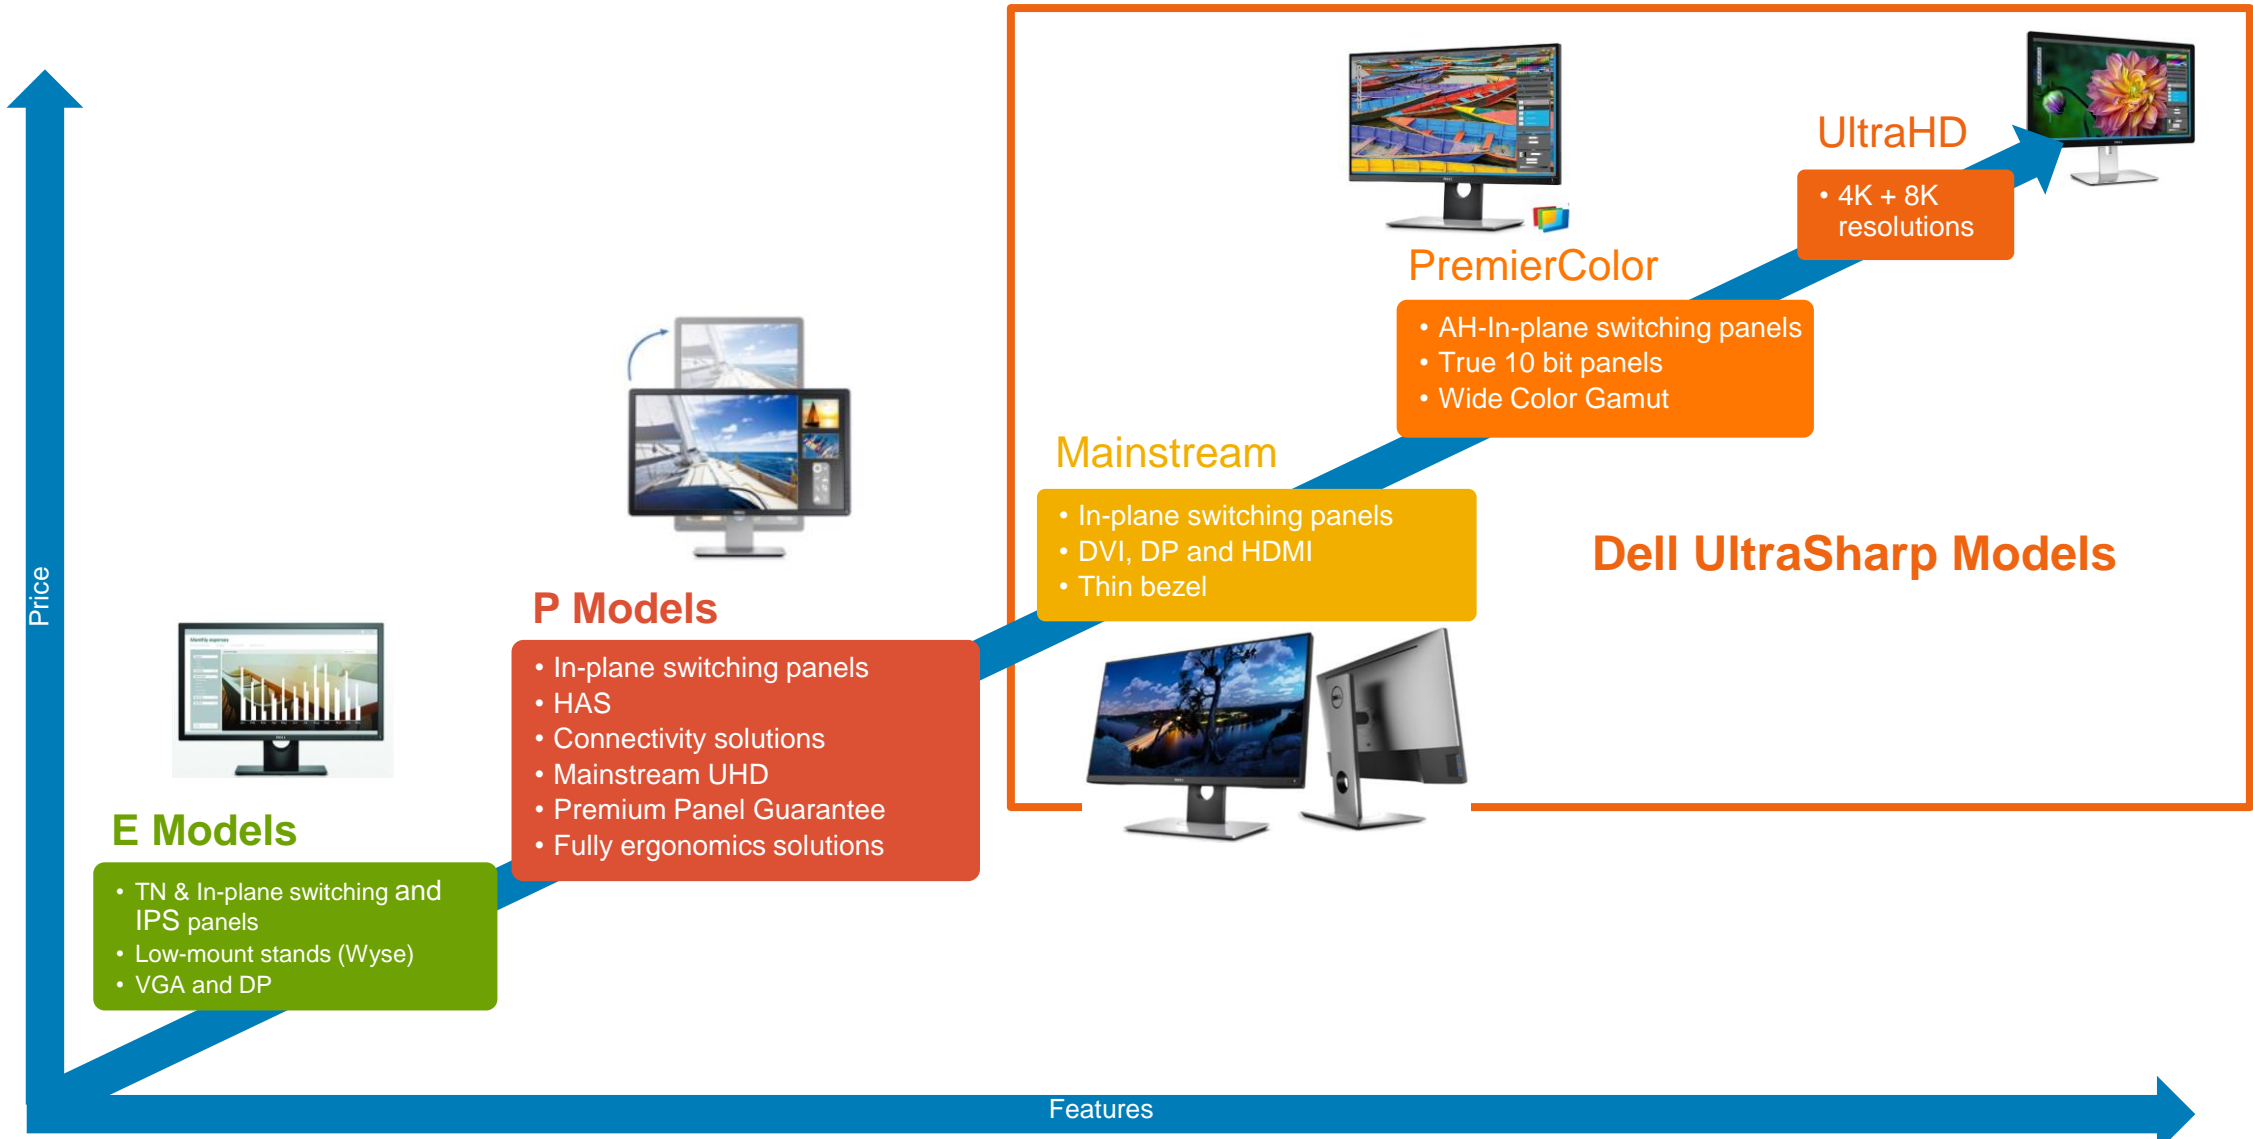 UltraHD
• 4K + 8K
resolutions
PremierColor
• AH-In-plane switching panels
• True 10 bit panels
• Wide Color Gamut
Mainstream
• In-plane switching panels
• DVI, DP and HDMI
• Thin bezel
Dell UltraSharp Models
P Models
• In-plane switching panels
• HAS
• Connectivity solutions
• Mainstream UHD
• Premium Panel Guarantee
• Fully ergonomics solutions
Monthly expenses
E Models
• TN & In-plane switching and
IPS panels
• Low-mount stands (Wyse)
• VGA and DP
Price
Features